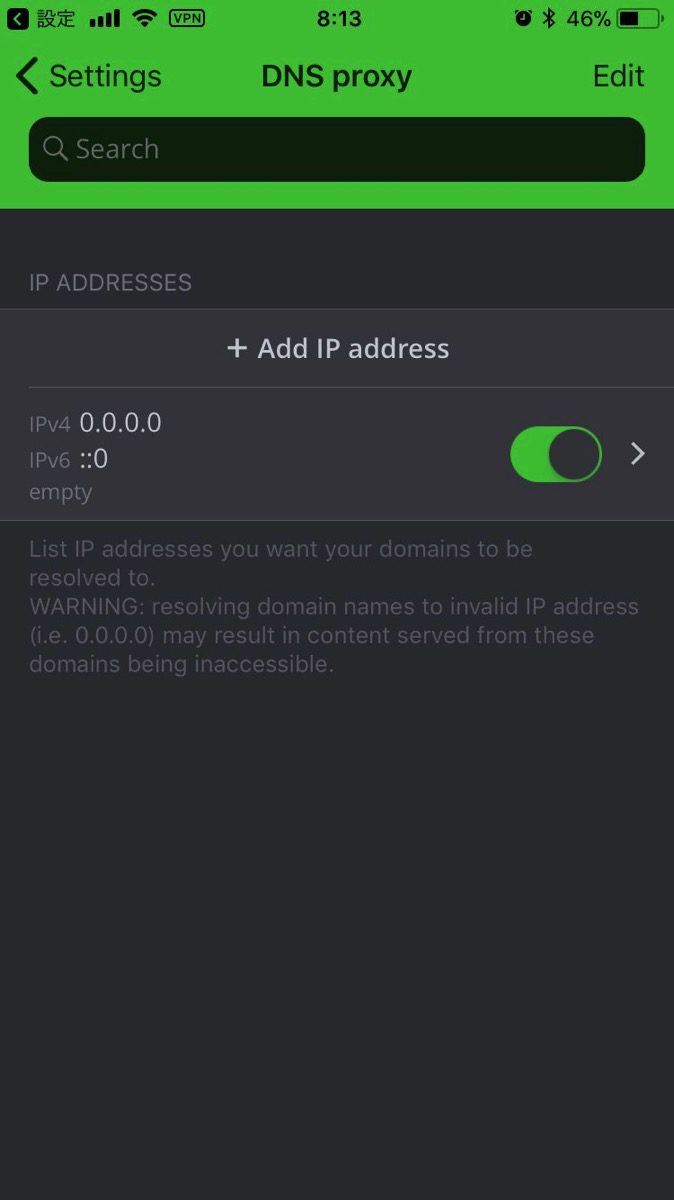 設定 VPN 8:13 46%
Settings DNS proxy Edit
Search
IP ADDRESSES
+ Add IP address
IPv4 0.0.0.0
IPv6 ::0
empty
List IP addresses you want your domains to be
resolved to.
WARNING: resolving domain names to invalid IP address
(i.e. 0.0.0.0) may result in content served from these
domains being inaccessible.